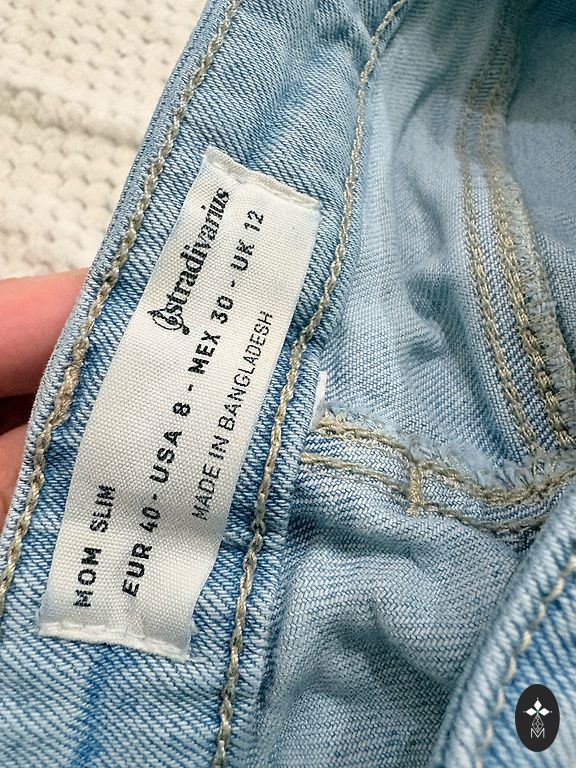 stradivarius
MOM SLIM
EUR 40 - USA 8 - MEX 30 - UK 12
MADE IN BANGLADESH
M